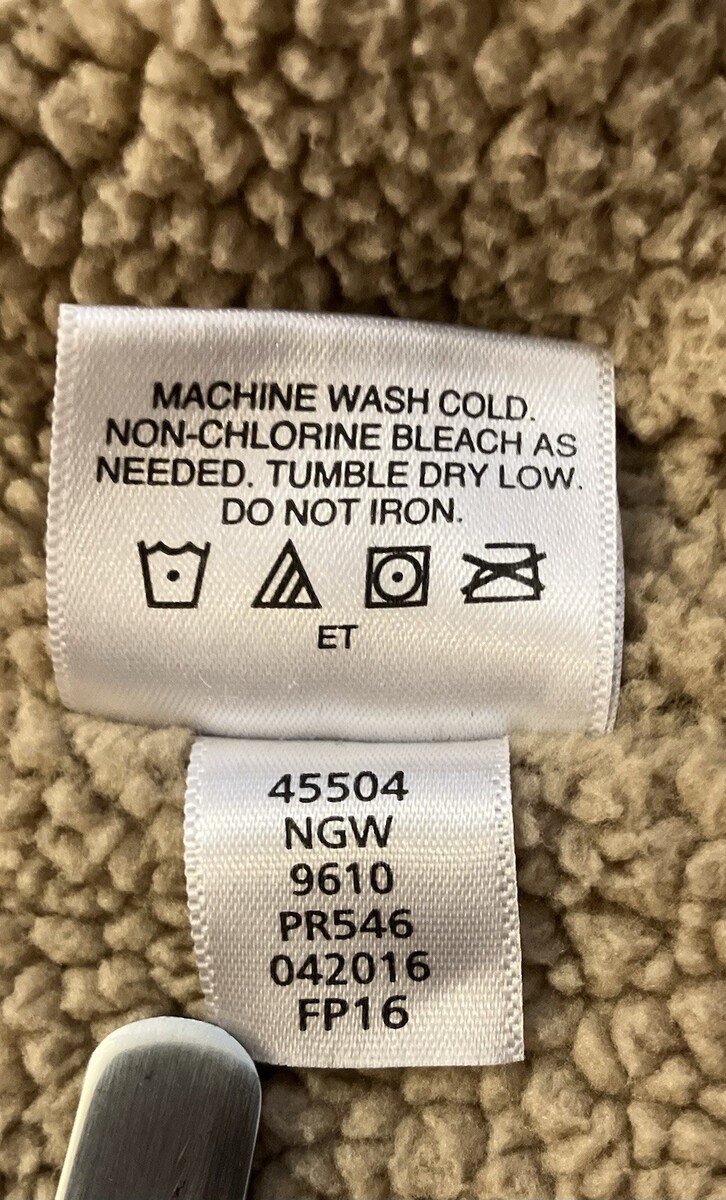 MACHINE WASH COLD.
NON-CHLORINE BLEACH AS
NEEDED. TUMBLE DRY LOW.
DO NOT IRON.
ET
45504
NGW
9610
PR546
042016
FP16